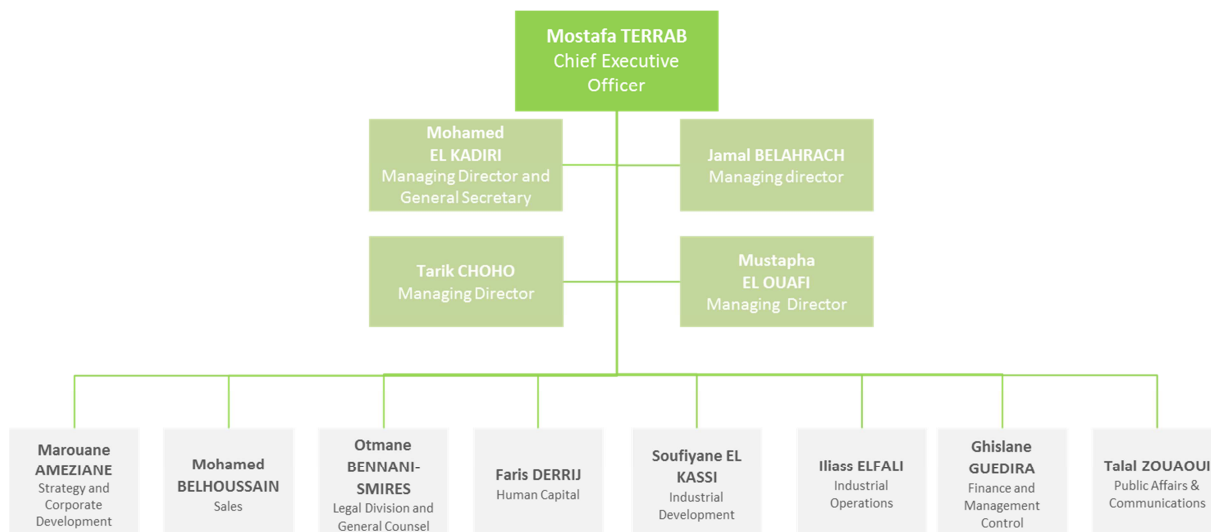 Mostafa TERRAB
Chief Executive
Officer
Mohamed
EL KADIRI
Managing Director and
General Secretary
Jamal BELAHRACH
Managing director
Tarik CHOHO
Managing Director
Mustapha
EL OUAFI
Managing Director
Marouane
AMEZIANE
Strategy and
Corporate
Development
Mohamed
BELHOUSSAIN
Sales
Otmane
BENNANI-
SMIRES
Legal Division and
General Counsel
Faris DERRIJ
Human Capital
Soufiyane EL
KASSI
Industrial
Development
Iliass ELFALI
Industrial
Operations
Ghislane
GUEDIRA
Finance and
Management
Control
Talal ZOUAOUI
Public Affairs &
Communications